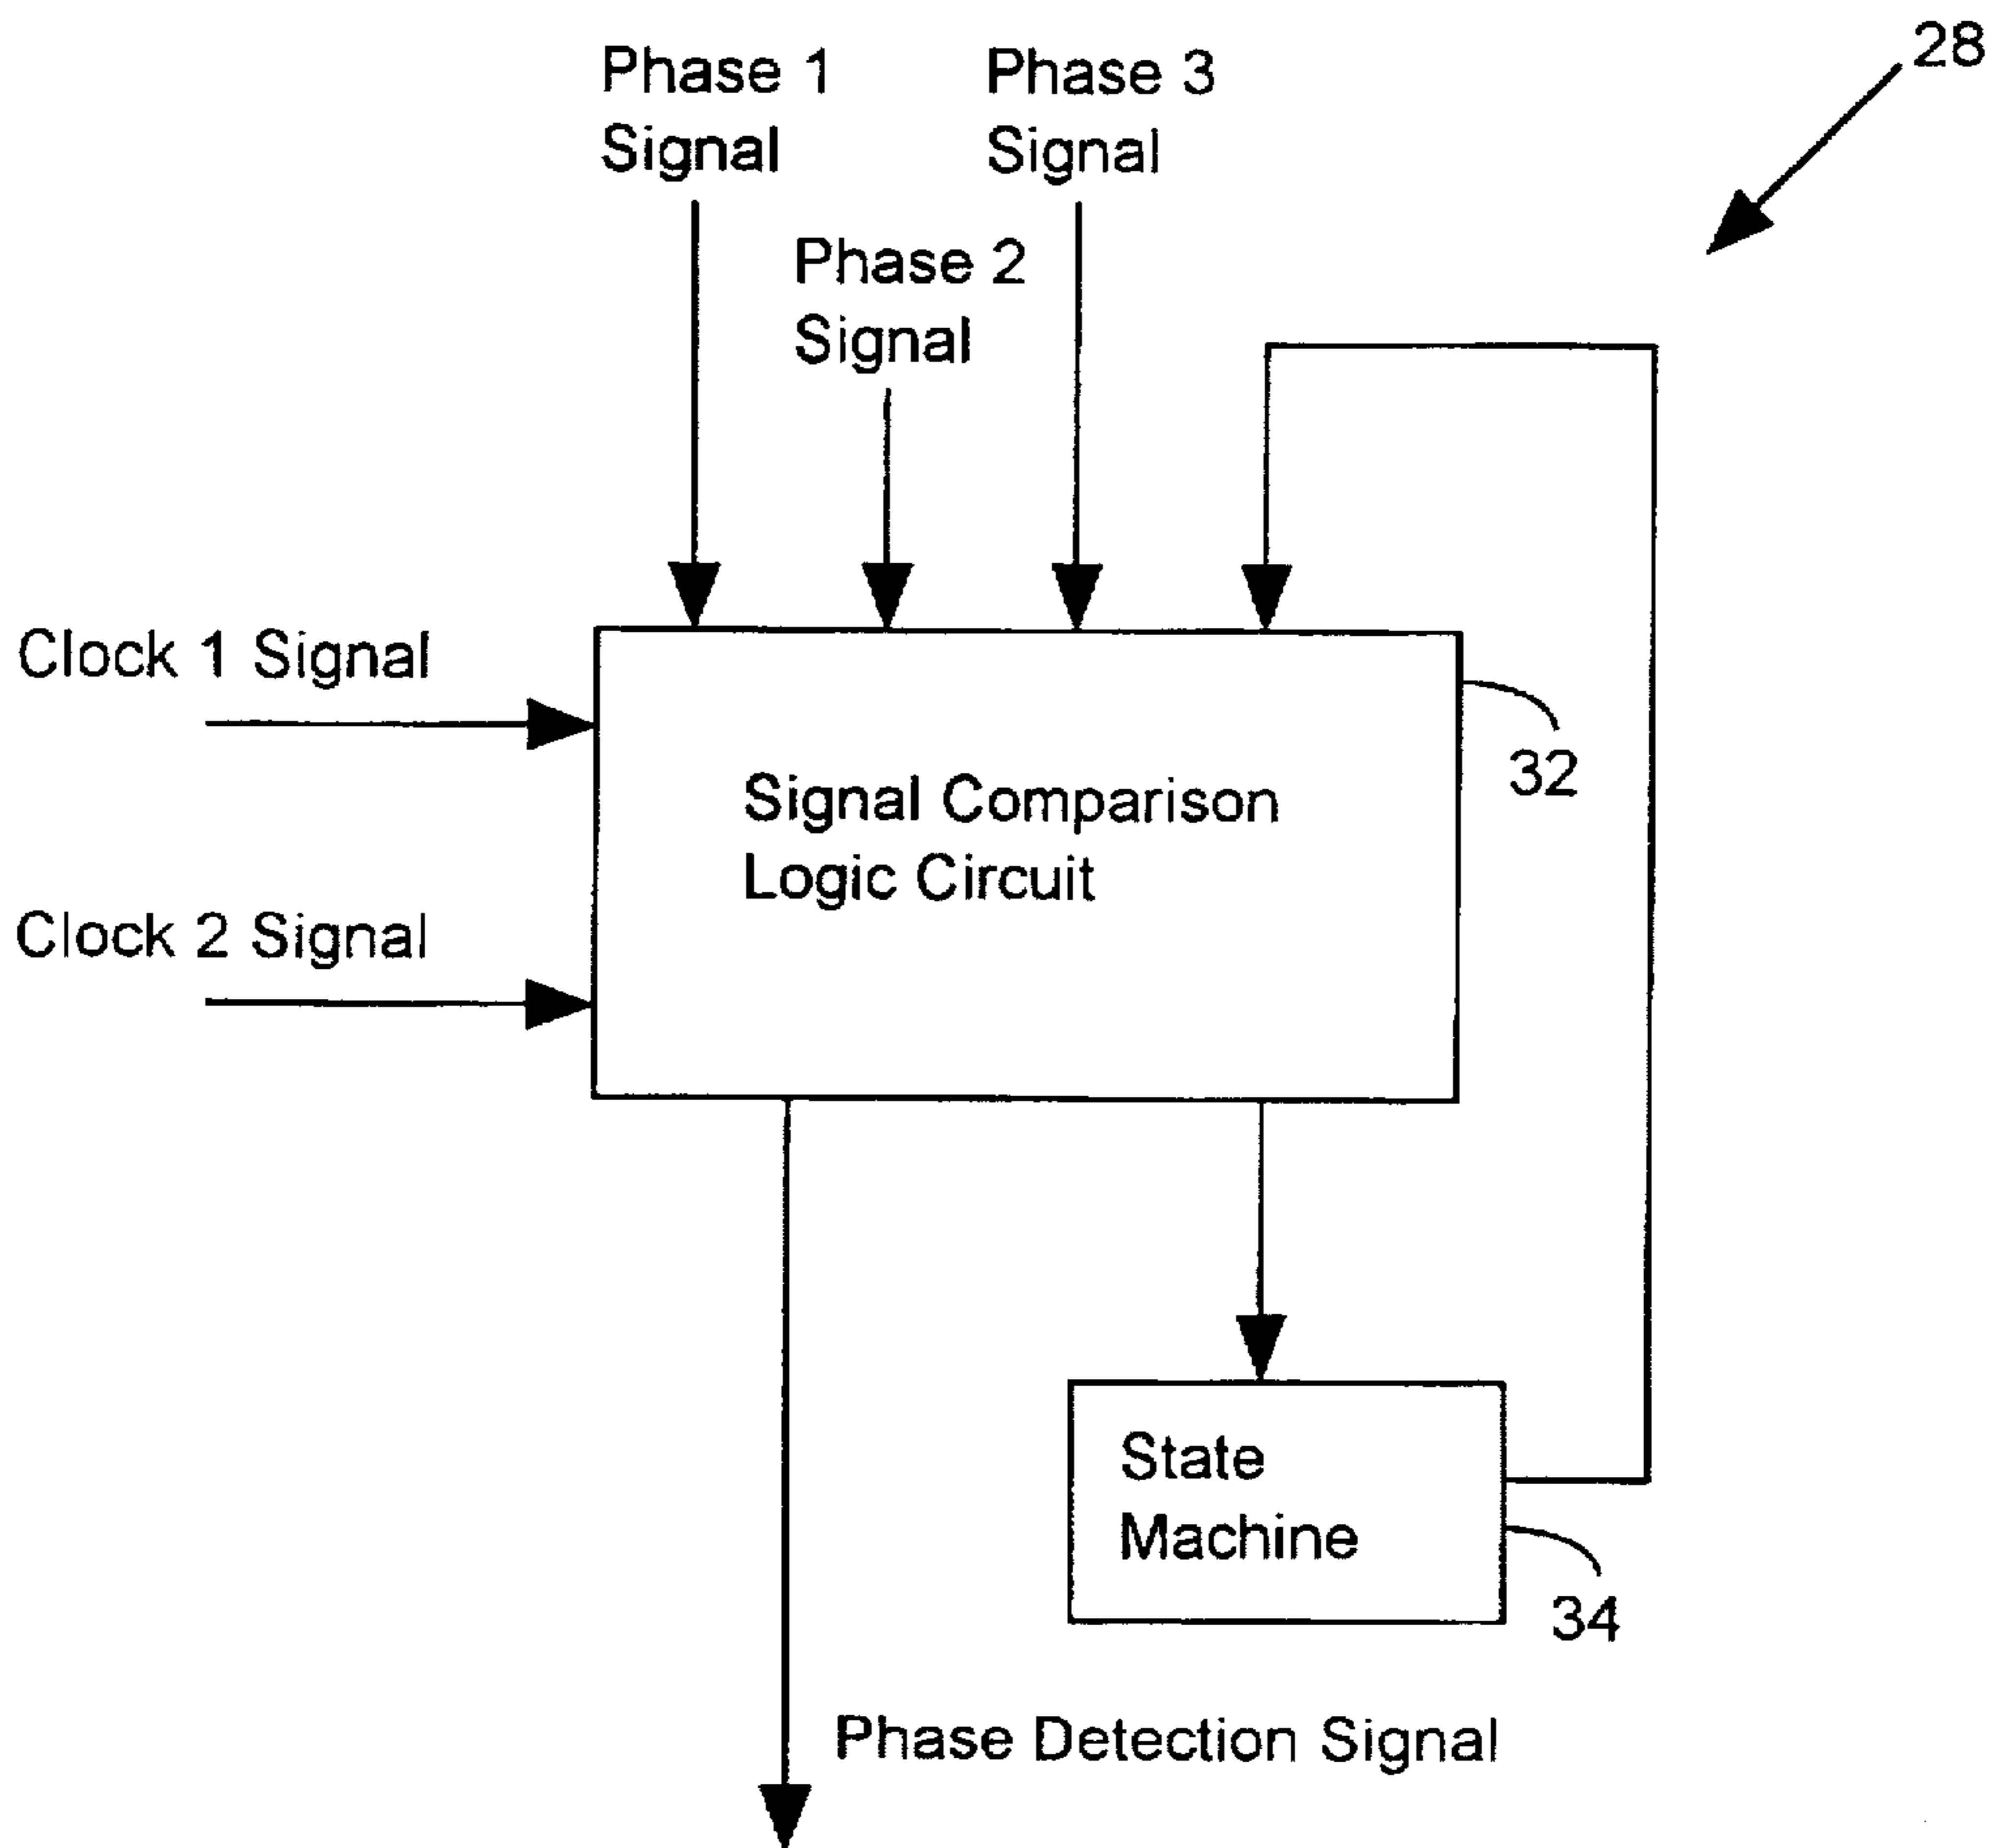 28
Phase 1
Signal
Phase 3
Signal
Phase 2
Signal
Clock 1 Signal
32
Signal Comparison
Logic Circuit
Clock 2 Signal
State
Machine
34
Phase Detection Signal